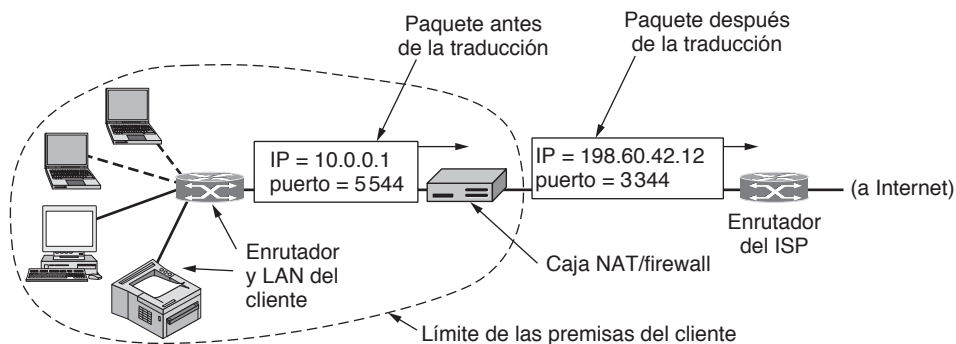 Paquete antes
de la traducción
Paquete después
de la traducción
IP = 10.0.0.1
puerto = 5544
IP = 198.60.42.12
puerto = 3344
(a Internet)
Enrutador
y LAN del
cliente
Caja NAT/firewall
Enrutador
del ISP
Límite de las premisas del cliente